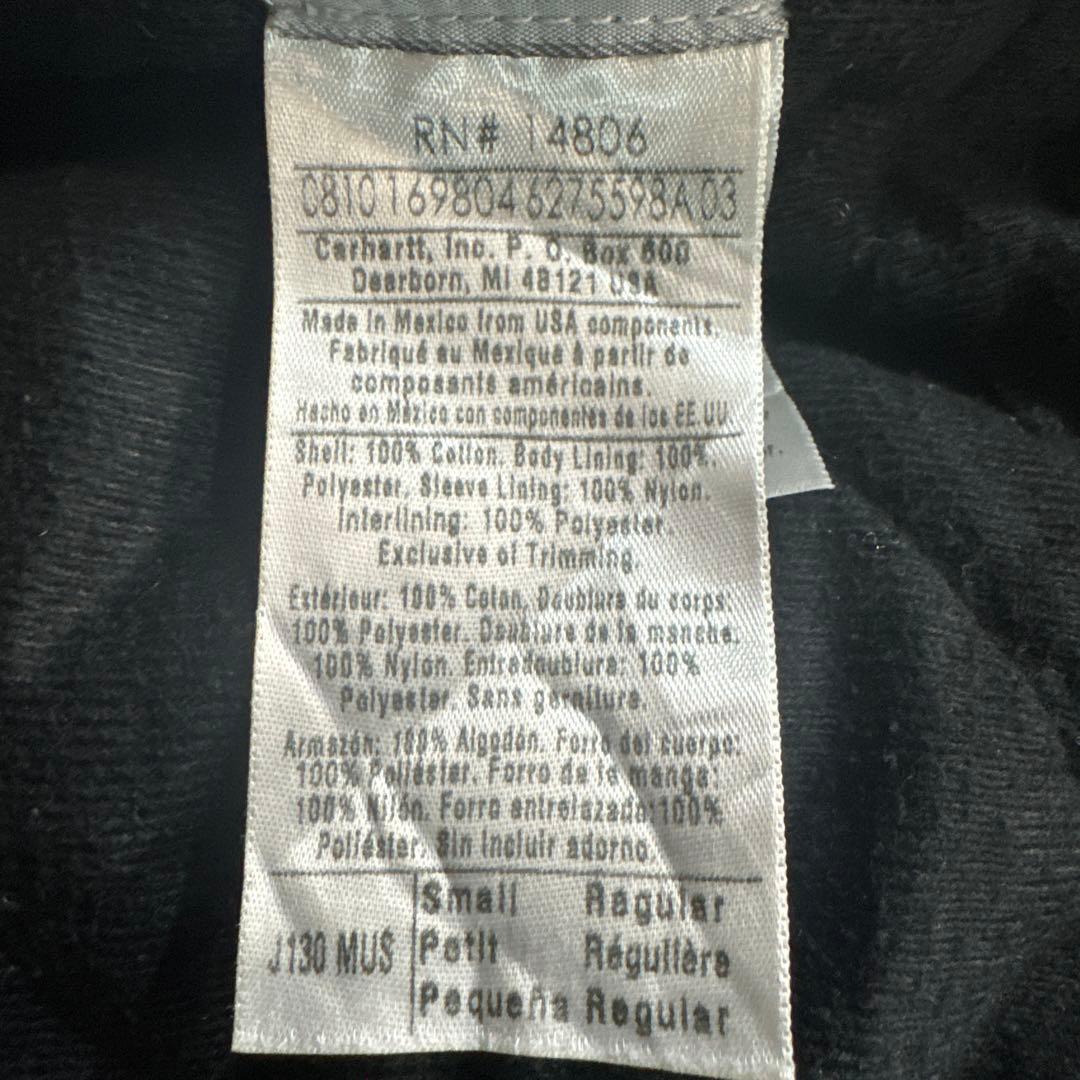 RN# 14806
C8101698046275598A03
Carhartt, Inc. P. O. Box 600
Dearborn, MI 48121 USA
Made in Mexico from USA components.
Fabriqué au Mexique à partir de
composants américains.
Hecho en México con componentes de los EE.UU.
Shell: 100% Cotton. Body Lining: 100%.
Polyester, Sleeve Lining: 100% Nylon.
Interlining: 100% Polyester.
Exclusive of Trimming.
Extérieur: 100% Coton, Doublure du corps:
100% Polyester. Doublure de la manche:
100% Nylon. Entredoublure: 100%
Polyester. Sans garniture.
Armazón: 100% Algodón. Forro del cuerpo:
100% Poliéster. Forro de la manga:
100% Nilón. Forro entrelazado:100%
Poliéster. Sin incluir adorno.
J130 MUS
Small Regular
Petit Régulière
Pequeña Regular